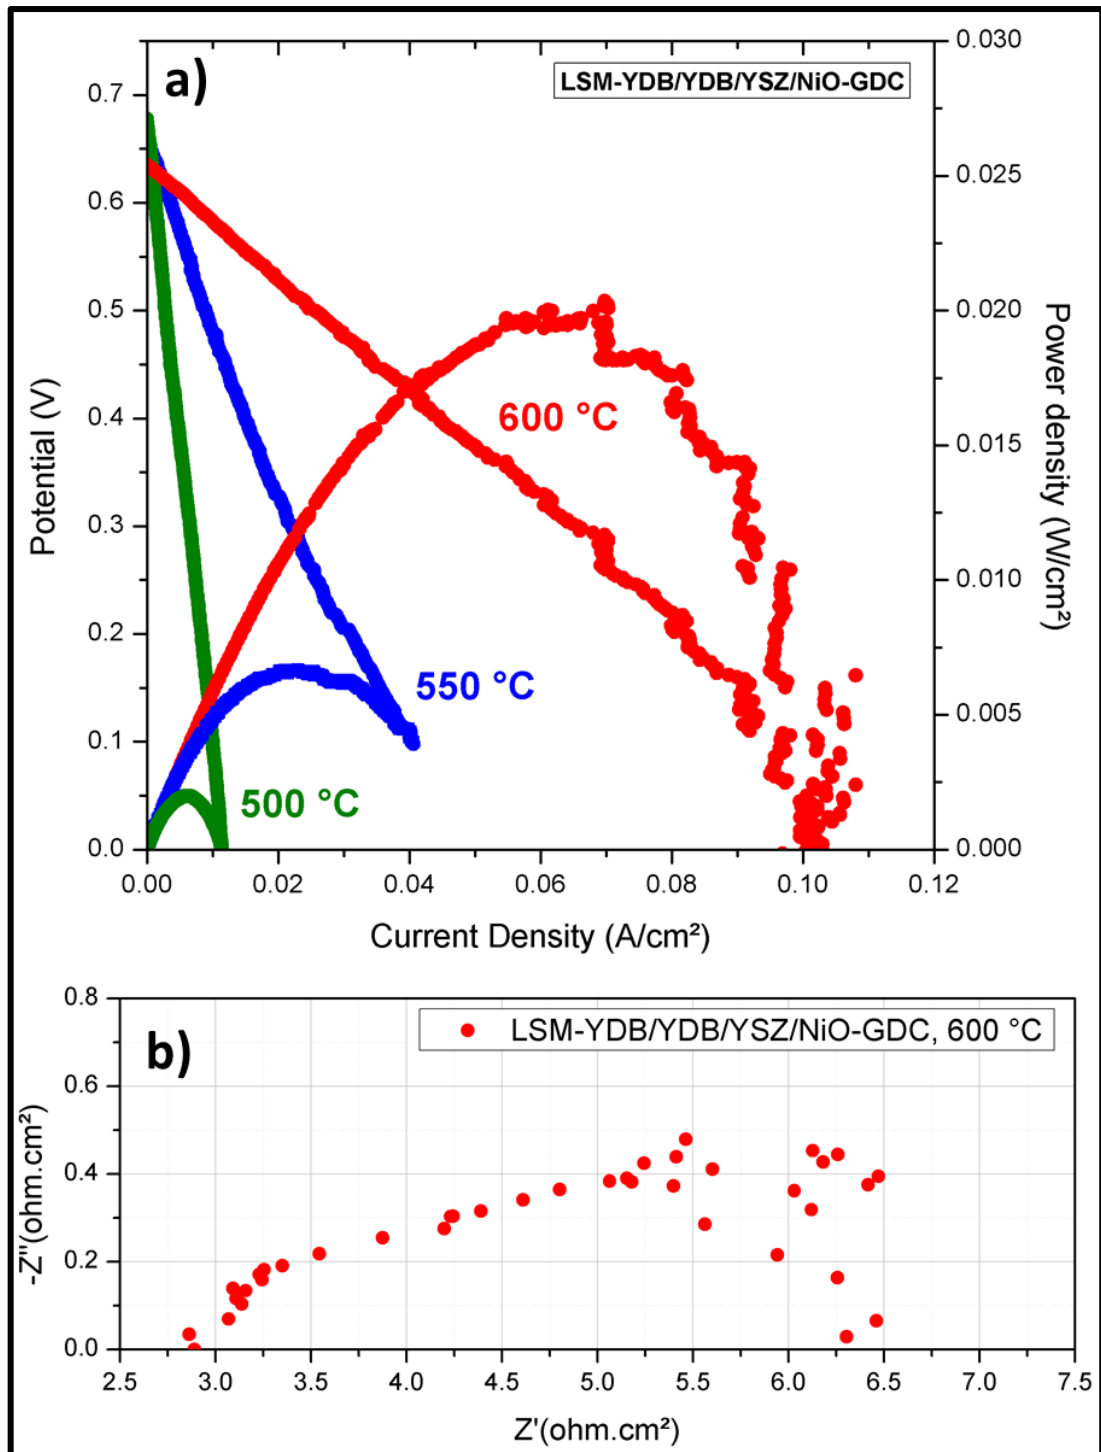 a)
LSM-YDB/YDB/YSZ/NiO-GDC
0.7
0.6
0.5
0.4
0.3
0.2
0.1
0.0
Potential (V)
0.030
0.025
0.020
0.015
0.010
0.005
0.000
Power density (W/cm²)
600 °C
550 °C
500 °C
0.00 0.02 0.04 0.06 0.08 0.10 0.12
Current Density (A/cm²)
b)
LSM-YDB/YDB/YSZ/NiO-GDC, 600 °C
0.8
0.6
0.4
0.2
0.0
-Z"(ohm.cm²)
2.5 3.0 3.5 4.0 4.5 5.0 5.5 6.0 6.5 7.0 7.5
Z'(ohm.cm²)